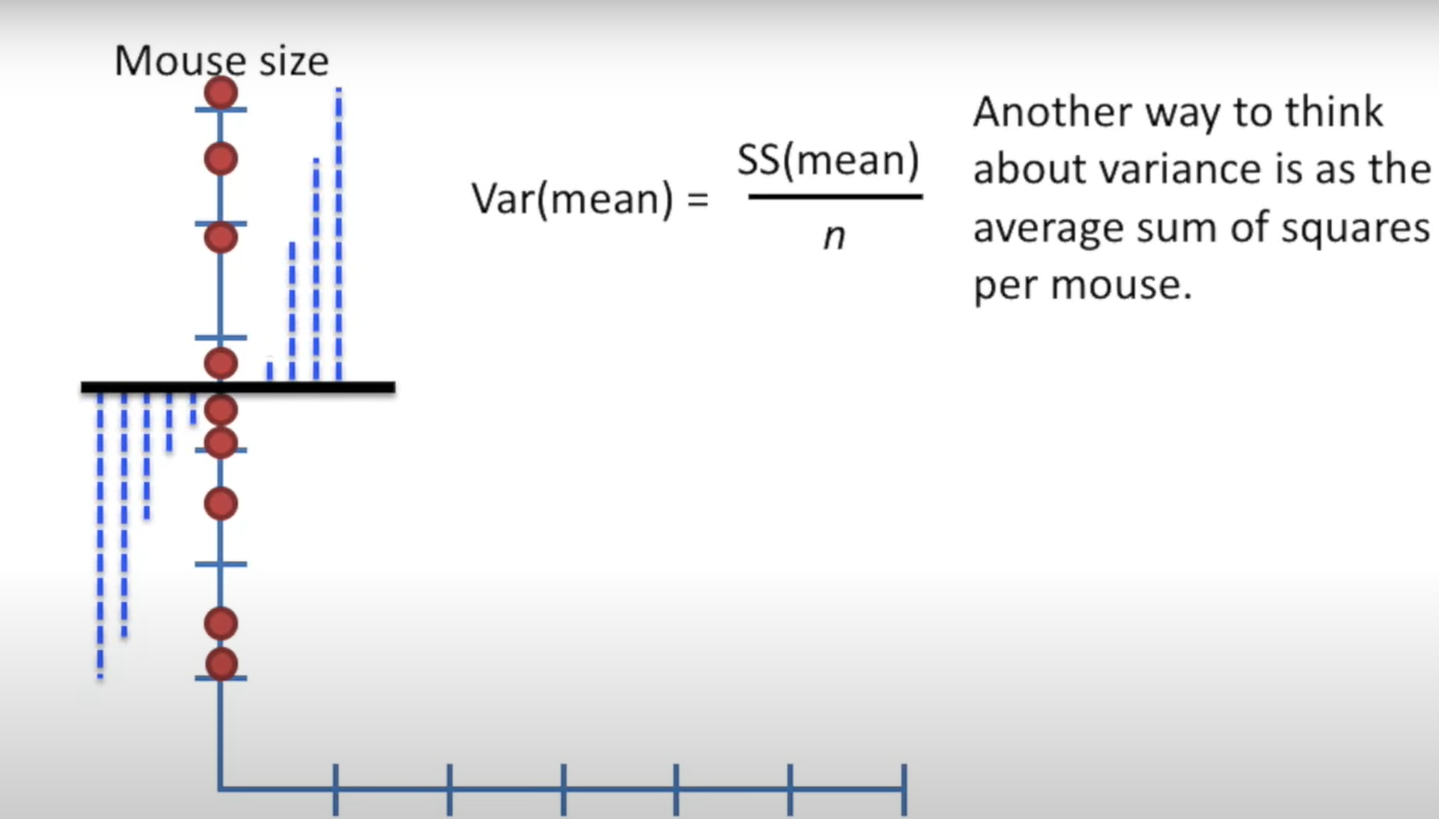 Mouse size
Var(mean) = SS(mean)
n
Another way to think
about variance is as the
average sum of squares
per mouse.